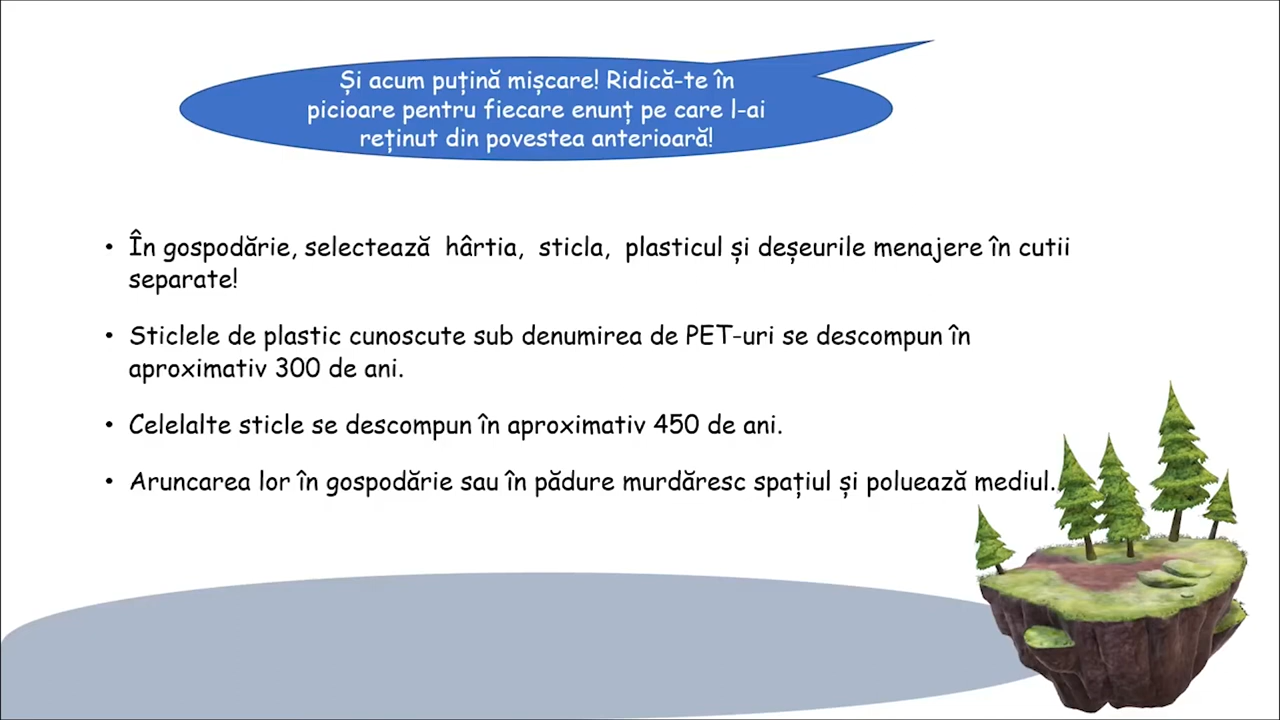 Și acum puțină mișcare! Ridică-te în
picioare pentru fiecare enunț pe care l-ai
reținut din povestea anterioară!
• În gospodărie, selectează hârtia, sticla, plasticul și deșeurile menajere în cutii
separate!
• Sticlele de plastic cunoscute sub denumirea de PET-uri se descompun în
aproximativ 300 de ani.
• Celelalte sticle se descompun în aproximativ 450 de ani.
• Aruncarea lor în gospodărie sau în pădure murdăresc spațiul și poluează mediul.